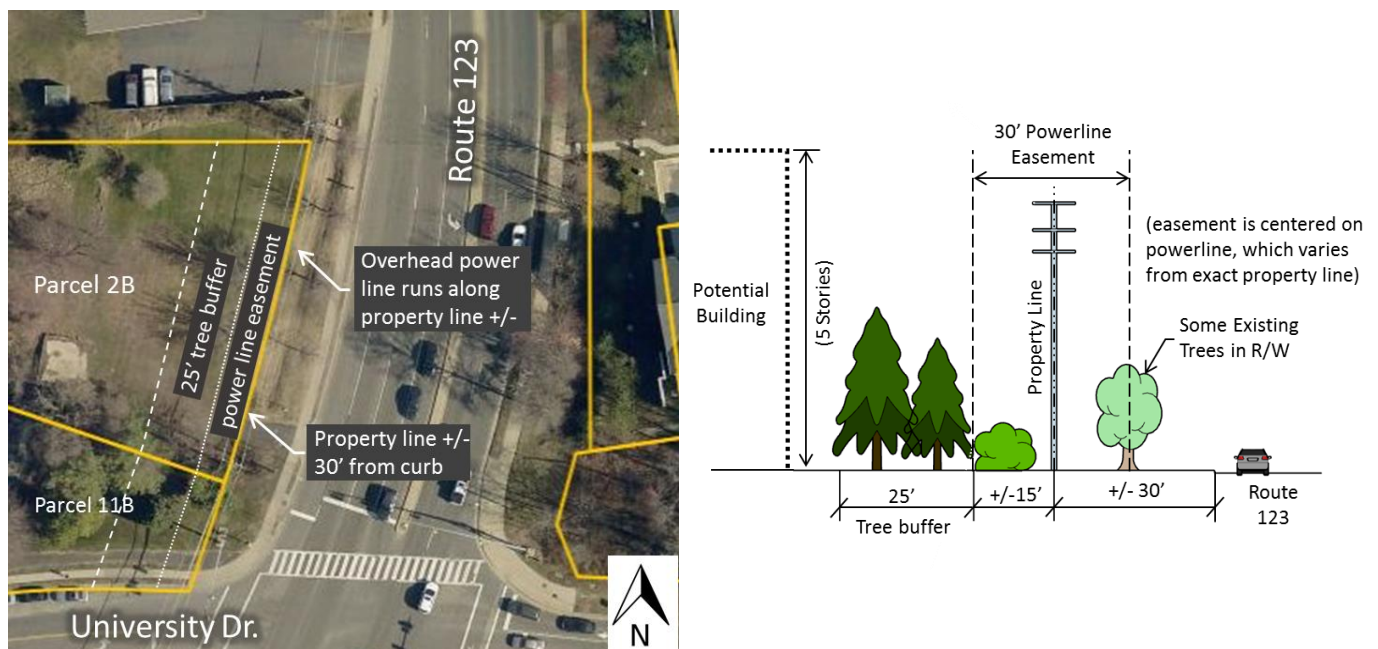 Route 123
Parcel 2B
25’ tree buffer
power line easement
Overhead power
line runs along
property line +/-
Property line +/-
30’ from curb
Parcel 11B
University Dr.
N
30’ Powerline
Easement
(easement is centered on
powerline, which varies
from exact property line)
Potential
Building
(5 Stories)
Property Line
Some Existing
Trees in R/W
25’
+/-15’
+/- 30’
Tree buffer
Route
123